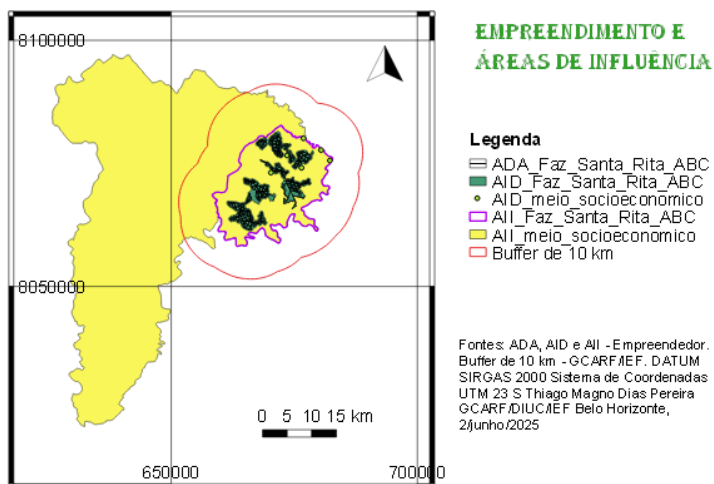 EMPREENDIMENTO E
ÁREAS DE INFLUÊNCIA
8100000
8050000
650000
700000
0 5 10 15 km
Legenda
ADA_Faz_Santa_Rita_ABC
AID_Faz_Santa_Rita_ABC
AID_meio_socioeconomico
AII_Faz_Santa_Rita_ABC
AII_meio_socioeconomico
Buffer de 10 km
Fontes: ADA, AID e AII - Empreendedor.
Buffer de 10 km - GCARF/IEF. DATUM
SIRGAS 2000 Sistema de Coordenadas
UTM 23 S Thiago Magno Dias Pereira
GCARF/DIUC/IEF Belo Horizonte,
2/junho/2025